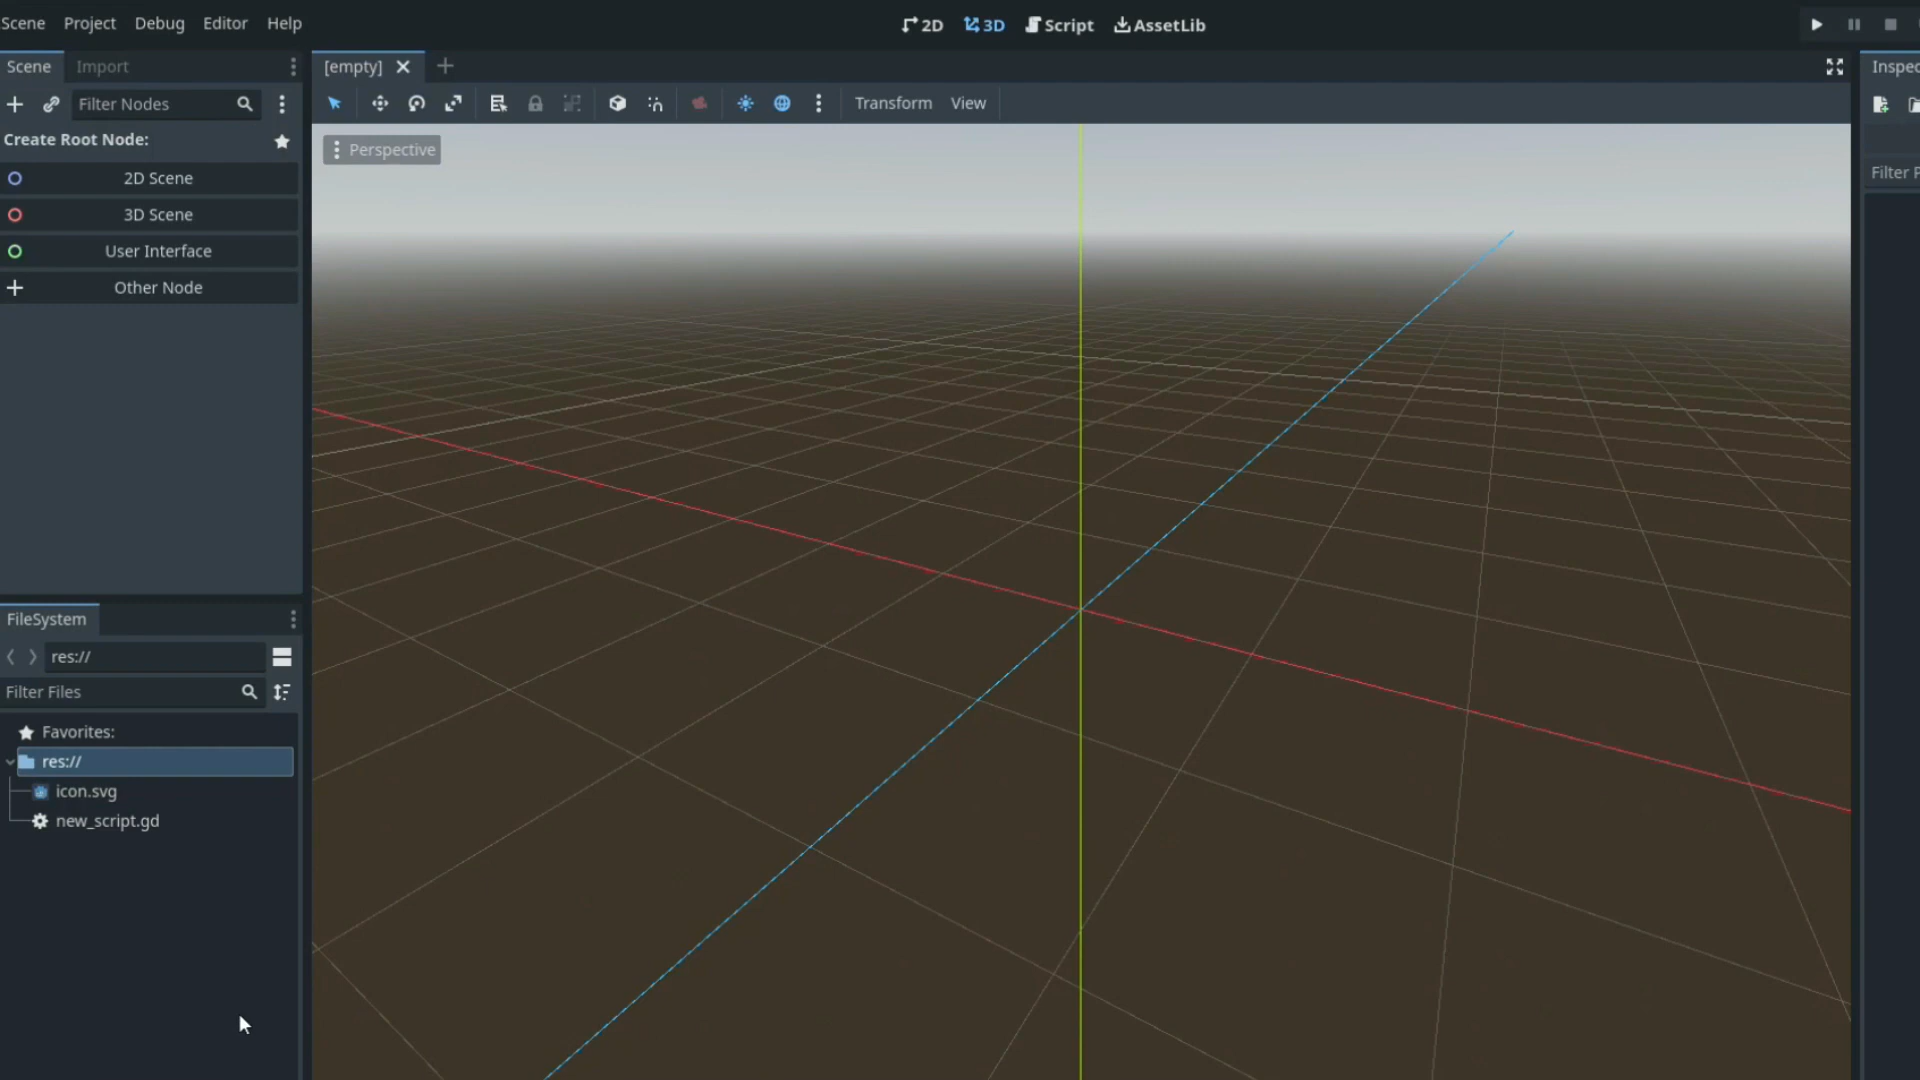 Scene Project Debug Editor Help
2D 3D Script AssetLib
Scene Import
[empty]
Filter Nodes
Transform View
Create Root Node:
2D Scene
3D Scene
User Interface
Other Node
Perspective
FileSystem
res://
Filter Files
Favorites:
res://
icon.svg
new_script.gd
Inspec
Filter P